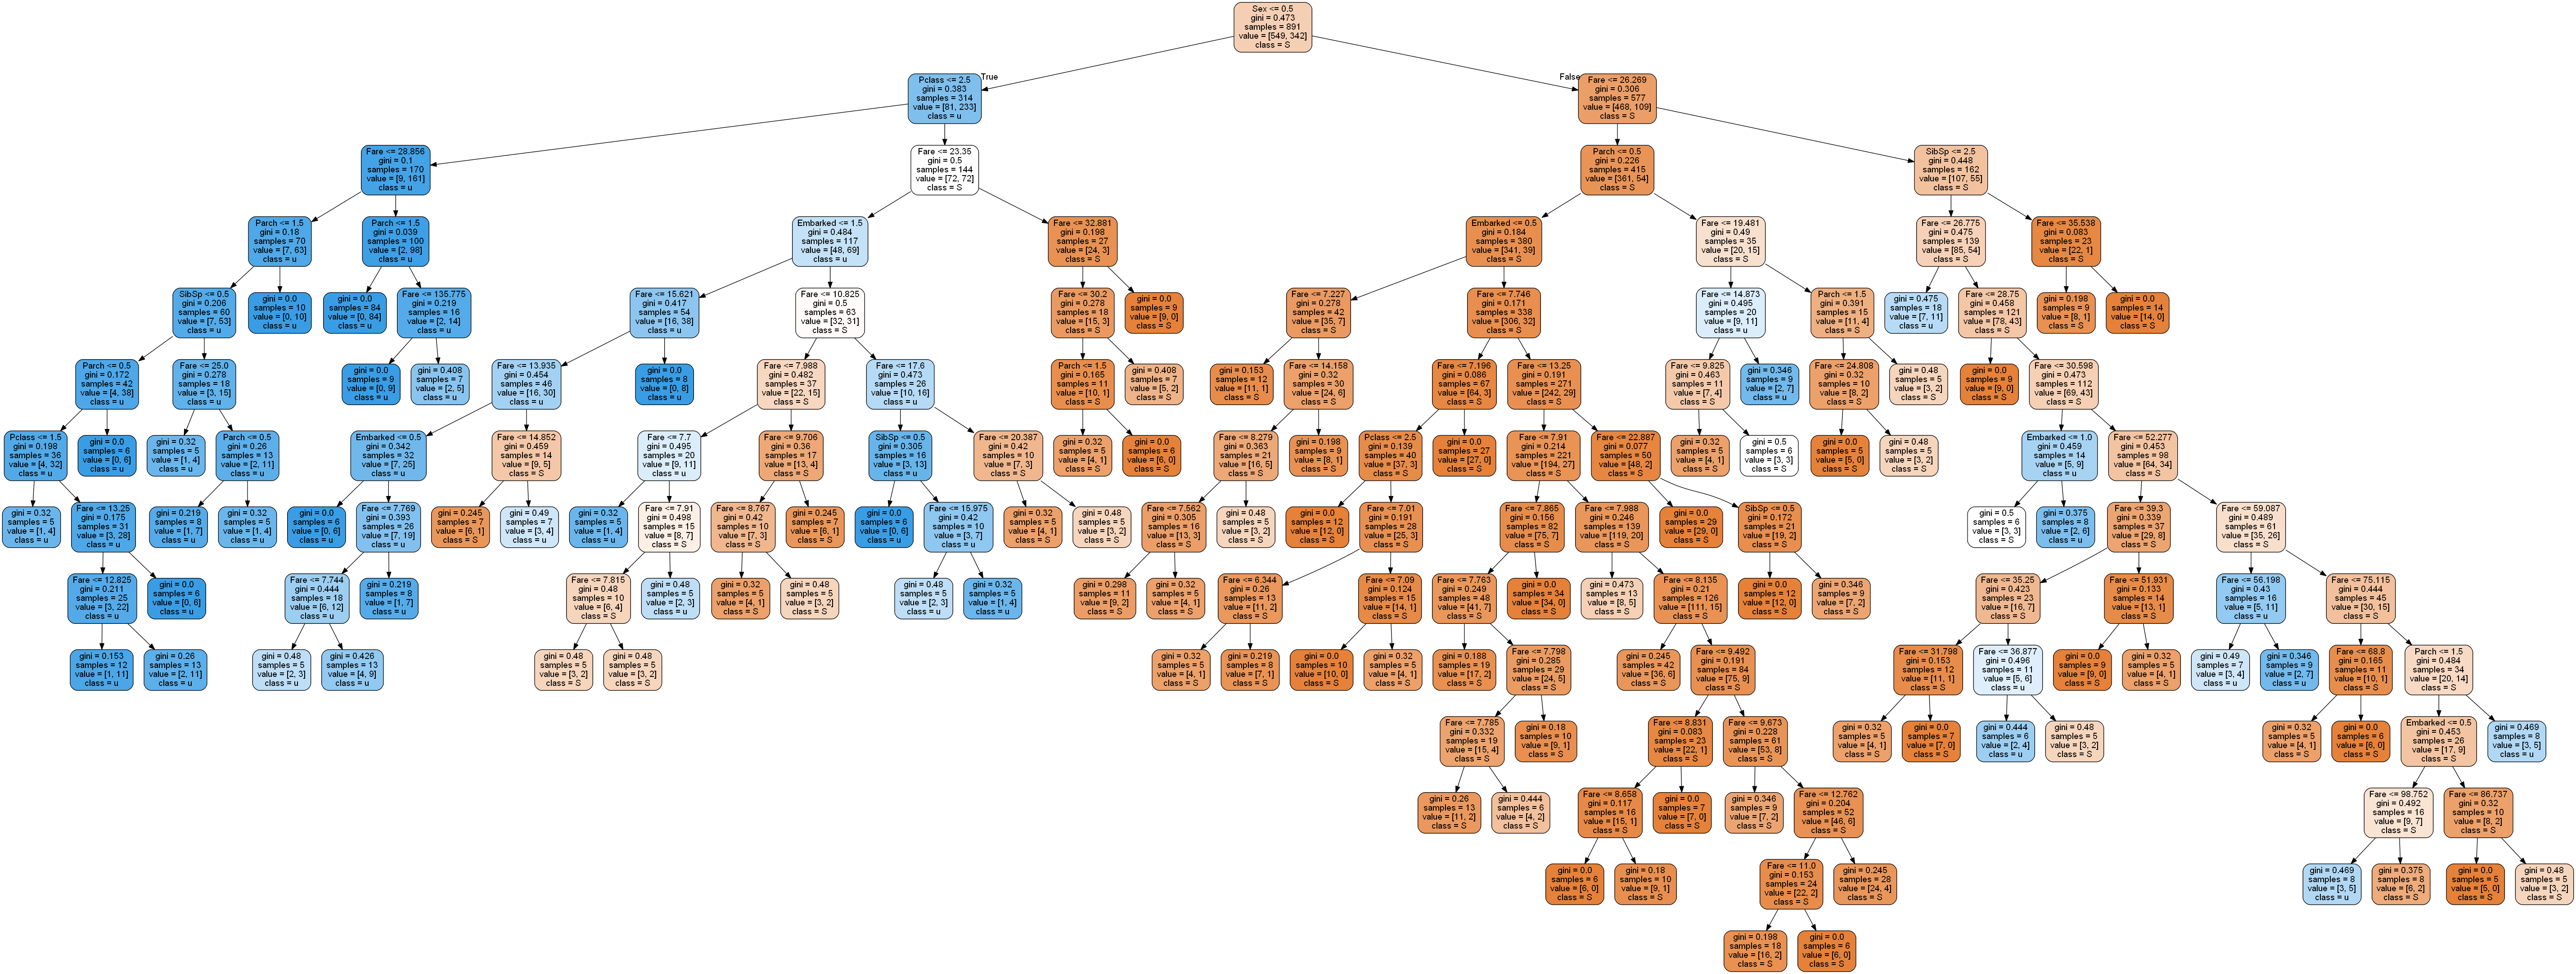 Sex <= 0.5
gini = 0.473
samples = 891
value = [549, 342]
class = S
True
False
Pclass <= 2.5
gini = 0.383
samples = 314
value = [81, 233]
class = u
Fare <= 26.269
gini = 0.306
samples = 577
value = [468, 109]
class = S
Fare <= 28.856
gini = 0.1
samples = 170
value = [9, 161]
class = u
Fare <= 23.35
gini = 0.5
samples = 144
value = [72, 72]
class = S
Parch <= 0.5
gini = 0.226
samples = 415
value = [361, 54]
class = S
SibSp <= 2.5
gini = 0.448
samples = 162
value = [107, 55]
class = S
Parch <= 1.5
gini = 0.18
samples = 70
value = [7, 63]
class = u
Parch <= 1.5
gini = 0.039
samples = 100
value = [2, 98]
class = u
Embarked <= 1.5
gini = 0.484
samples = 117
value = [48, 69]
class = u
Fare <= 32.881
gini = 0.198
samples = 27
value = [24, 3]
class = S
Embarked <= 0.5
gini = 0.184
samples = 380
value = [341, 39]
class = S
Fare <= 19.481
gini = 0.49
samples = 35
value = [20, 15]
class = S
Fare <= 26.775
gini = 0.475
samples = 139
value = [85, 54]
class = S
Fare <= 35.538
gini = 0.083
samples = 23
value = [22, 1]
class = S
SibSp <= 0.5
gini = 0.206
samples = 60
value = [7, 53]
class = u
gini = 0.0
samples = 10
value = [0, 10]
class = u
gini = 0.0
samples = 84
value = [0, 84]
class = u
Fare <= 135.775
gini = 0.219
samples = 16
value = [2, 14]
class = u
Fare <= 15.621
gini = 0.417
samples = 54
value = [16, 38]
class = u
Fare <= 10.825
gini = 0.5
samples = 63
value = [32, 31]
class = S
Fare <= 30.2
gini = 0.278
samples = 18
value = [15, 3]
class = S
gini = 0.0
samples = 9
value = [9, 0]
class = S
Fare <= 7.227
gini = 0.278
samples = 42
value = [35, 7]
class = S
Fare <= 7.746
gini = 0.171
samples = 338
value = [306, 32]
class = S
Fare <= 14.873
gini = 0.495
samples = 20
value = [9, 11]
class = u
Parch <= 1.5
gini = 0.391
samples = 15
value = [11, 4]
class = S
gini = 0.475
samples = 18
value = [7, 11]
class = u
Fare <= 28.75
gini = 0.458
samples = 121
value = [78, 43]
class = S
gini = 0.198
samples = 9
value = [8, 1]
class = S
gini = 0.0
samples = 14
value = [14, 0]
class = S
Parch <= 0.5
gini = 0.172
samples = 42
value = [4, 38]
class = u
Fare <= 25.0
gini = 0.278
samples = 18
value = [3, 15]
class = u
gini = 0.0
samples = 9
value = [0, 9]
class = u
gini = 0.408
samples = 7
value = [2, 5]
class = u
Fare <= 13.935
gini = 0.454
samples = 46
value = [16, 30]
class = u
gini = 0.0
samples = 8
value = [0, 8]
class = u
Fare <= 7.988
gini = 0.482
samples = 37
value = [22, 15]
class = S
Fare <= 17.6
gini = 0.473
samples = 26
value = [10, 16]
class = u
Parch <= 1.5
gini = 0.165
samples = 11
value = [10, 1]
class = S
gini = 0.408
samples = 7
value = [5, 2]
class = S
gini = 0.153
samples = 12
value = [11, 1]
class = S
Fare <= 14.158
gini = 0.32
samples = 30
value = [24, 6]
class = S
Fare <= 7.196
gini = 0.086
samples = 67
value = [64, 3]
class = S
Fare <= 13.25
gini = 0.191
samples = 271
value = [242, 29]
class = S
Fare <= 9.825
gini = 0.463
samples = 11
value = [7, 4]
class = S
gini = 0.346
samples = 9
value = [2, 7]
class = u
Fare <= 24.808
gini = 0.32
samples = 10
value = [8, 2]
class = S
gini = 0.48
samples = 5
value = [3, 2]
class = S
gini = 0.0
samples = 9
value = [9, 0]
class = S
Fare <= 30.598
gini = 0.473
samples = 112
value = [69, 43]
class = S
Pclass <= 1.5
gini = 0.198
samples = 36
value = [4, 32]
class = u
gini = 0.0
samples = 6
value = [0, 6]
class = u
gini = 0.32
samples = 5
value = [1, 4]
class = u
Parch <= 0.5
gini = 0.26
samples = 13
value = [2, 11]
class = u
Embarked <= 0.5
gini = 0.342
samples = 32
value = [7, 25]
class = u
Fare <= 14.852
gini = 0.459
samples = 14
value = [9, 5]
class = S
Fare <= 7.7
gini = 0.495
samples = 20
value = [9, 11]
class = u
Fare <= 9.706
gini = 0.36
samples = 17
value = [13, 4]
class = S
SibSp <= 0.5
gini = 0.305
samples = 16
value = [3, 13]
class = u
Fare <= 20.387
gini = 0.42
samples = 10
value = [7, 3]
class = S
gini = 0.32
samples = 5
value = [4, 1]
class = S
gini = 0.0
samples = 6
value = [6, 0]
class = S
Fare <= 8.279
gini = 0.363
samples = 21
value = [16, 5]
class = S
gini = 0.198
samples = 9
value = [8, 1]
class = S
Pclass <= 2.5
gini = 0.139
samples = 40
value = [37, 3]
class = S
gini = 0.0
samples = 27
value = [27, 0]
class = S
Fare <= 7.91
gini = 0.214
samples = 221
value = [194, 27]
class = S
Fare <= 22.887
gini = 0.077
samples = 50
value = [48, 2]
class = S
gini = 0.32
samples = 5
value = [4, 1]
class = S
gini = 0.5
samples = 6
value = [3, 3]
class = S
gini = 0.0
samples = 5
value = [5, 0]
class = S
gini = 0.48
samples = 5
value = [3, 2]
class = S
Embarked <= 1.0
gini = 0.459
samples = 14
value = [5, 9]
class = u
Fare <= 52.277
gini = 0.453
samples = 98
value = [64, 34]
class = S
gini = 0.32
samples = 5
value = [1, 4]
class = u
Fare <= 13.25
gini = 0.175
samples = 31
value = [3, 28]
class = u
gini = 0.219
samples = 8
value = [1, 7]
class = u
gini = 0.32
samples = 5
value = [1, 4]
class = u
gini = 0.0
samples = 6
value = [0, 6]
class = u
Fare <= 7.769
gini = 0.393
samples = 26
value = [7, 19]
class = u
gini = 0.245
samples = 7
value = [6, 1]
class = S
gini = 0.49
samples = 7
value = [3, 4]
class = u
gini = 0.32
samples = 5
value = [1, 4]
class = u
Fare <= 7.91
gini = 0.498
samples = 15
value = [8, 7]
class = S
Fare <= 8.767
gini = 0.42
samples = 10
value = [7, 3]
class = S
gini = 0.245
samples = 7
value = [6, 1]
class = S
gini = 0.0
samples = 6
value = [0, 6]
class = u
Fare <= 15.975
gini = 0.42
samples = 10
value = [3, 7]
class = u
gini = 0.32
samples = 5
value = [4, 1]
class = S
gini = 0.48
samples = 5
value = [3, 2]
class = S
Fare <= 7.562
gini = 0.305
samples = 16
value = [13, 3]
class = S
gini = 0.48
samples = 5
value = [3, 2]
class = S
gini = 0.0
samples = 12
value = [12, 0]
class = S
Fare <= 7.01
gini = 0.191
samples = 28
value = [25, 3]
class = S
Fare <= 7.865
gini = 0.156
samples = 82
value = [75, 7]
class = S
Fare <= 7.988
gini = 0.246
samples = 139
value = [119, 20]
class = S
gini = 0.0
samples = 29
value = [29, 0]
class = S
SibSp <= 0.5
gini = 0.172
samples = 21
value = [19, 2]
class = S
gini = 0.5
samples = 6
value = [3, 3]
class = S
gini = 0.375
samples = 8
value = [2, 6]
class = u
Fare <= 39.3
gini = 0.339
samples = 37
value = [29, 8]
class = S
Fare <= 59.087
gini = 0.489
samples = 61
value = [35, 26]
class = S
Fare <= 12.825
gini = 0.211
samples = 25
value = [3, 22]
class = u
gini = 0.0
samples = 6
value = [0, 6]
class = u
Fare <= 7.744
gini = 0.444
samples = 18
value = [6, 12]
class = u
gini = 0.219
samples = 8
value = [1, 7]
class = u
Fare <= 7.815
gini = 0.48
samples = 10
value = [6, 4]
class = S
gini = 0.48
samples = 5
value = [2, 3]
class = u
gini = 0.32
samples = 5
value = [4, 1]
class = S
gini = 0.48
samples = 5
value = [3, 2]
class = S
gini = 0.48
samples = 5
value = [2, 3]
class = u
gini = 0.32
samples = 5
value = [1, 4]
class = u
gini = 0.298
samples = 11
value = [9, 2]
class = S
gini = 0.32
samples = 5
value = [4, 1]
class = S
Fare <= 6.344
gini = 0.26
samples = 13
value = [11, 2]
class = S
Fare <= 7.09
gini = 0.124
samples = 15
value = [14, 1]
class = S
Fare <= 7.763
gini = 0.249
samples = 48
value = [41, 7]
class = S
gini = 0.0
samples = 34
value = [34, 0]
class = S
gini = 0.473
samples = 13
value = [8, 5]
class = S
Fare <= 8.135
gini = 0.21
samples = 126
value = [111, 15]
class = S
gini = 0.0
samples = 12
value = [12, 0]
class = S
gini = 0.346
samples = 9
value = [7, 2]
class = S
Fare <= 35.25
gini = 0.423
samples = 23
value = [16, 7]
class = S
Fare <= 51.931
gini = 0.133
samples = 14
value = [13, 1]
class = S
Fare <= 56.198
gini = 0.43
samples = 16
value = [5, 11]
class = u
Fare <= 75.115
gini = 0.444
samples = 45
value = [30, 15]
class = S
gini = 0.153
samples = 12
value = [1, 11]
class = u
gini = 0.26
samples = 13
value = [2, 11]
class = u
gini = 0.48
samples = 5
value = [2, 3]
class = u
gini = 0.426
samples = 13
value = [4, 9]
class = u
gini = 0.48
samples = 5
value = [3, 2]
class = S
gini = 0.48
samples = 5
value = [3, 2]
class = S
gini = 0.32
samples = 5
value = [4, 1]
class = S
gini = 0.219
samples = 8
value = [7, 1]
class = S
gini = 0.0
samples = 10
value = [10, 0]
class = S
gini = 0.32
samples = 5
value = [4, 1]
class = S
gini = 0.188
samples = 19
value = [17, 2]
class = S
Fare <= 7.798
gini = 0.285
samples = 29
value = [24, 5]
class = S
gini = 0.245
samples = 42
value = [36, 6]
class = S
Fare <= 9.492
gini = 0.191
samples = 84
value = [75, 9]
class = S
Fare <= 31.798
gini = 0.153
samples = 12
value = [11, 1]
class = S
Fare <= 36.877
gini = 0.496
samples = 11
value = [5, 6]
class = u
gini = 0.0
samples = 9
value = [9, 0]
class = S
gini = 0.32
samples = 5
value = [4, 1]
class = S
gini = 0.49
samples = 7
value = [3, 4]
class = u
gini = 0.346
samples = 9
value = [2, 7]
class = u
Fare <= 68.8
gini = 0.165
samples = 11
value = [10, 1]
class = S
Parch <= 1.5
gini = 0.484
samples = 34
value = [20, 14]
class = S
Fare <= 7.785
gini = 0.332
samples = 19
value = [15, 4]
class = S
gini = 0.18
samples = 10
value = [9, 1]
class = S
Fare <= 8.831
gini = 0.083
samples = 23
value = [22, 1]
class = S
Fare <= 9.673
gini = 0.228
samples = 61
value = [53, 8]
class = S
gini = 0.32
samples = 5
value = [4, 1]
class = S
gini = 0.0
samples = 7
value = [7, 0]
class = S
gini = 0.444
samples = 6
value = [2, 4]
class = u
gini = 0.48
samples = 5
value = [3, 2]
class = S
gini = 0.32
samples = 5
value = [4, 1]
class = S
gini = 0.0
samples = 6
value = [6, 0]
class = S
Embarked <= 0.5
gini = 0.453
samples = 26
value = [17, 9]
class = S
gini = 0.469
samples = 8
value = [3, 5]
class = u
gini = 0.26
samples = 13
value = [11, 2]
class = S
gini = 0.444
samples = 6
value = [4, 2]
class = S
Fare <= 8.658
gini = 0.117
samples = 16
value = [15, 1]
class = S
gini = 0.0
samples = 7
value = [7, 0]
class = S
gini = 0.346
samples = 9
value = [7, 2]
class = S
Fare <= 12.762
gini = 0.204
samples = 52
value = [46, 6]
class = S
Fare <= 98.752
gini = 0.492
samples = 16
value = [9, 7]
class = S
Fare <= 86.737
gini = 0.32
samples = 10
value = [8, 2]
class = S
gini = 0.0
samples = 6
value = [6, 0]
class = S
gini = 0.18
samples = 10
value = [9, 1]
class = S
Fare <= 11.0
gini = 0.153
samples = 24
value = [22, 2]
class = S
gini = 0.245
samples = 28
value = [24, 4]
class = S
gini = 0.469
samples = 8
value = [3, 5]
class = u
gini = 0.375
samples = 8
value = [6, 2]
class = S
gini = 0.0
samples = 5
value = [5, 0]
class = S
gini = 0.48
samples = 5
value = [3, 2]
class = S
gini = 0.198
samples = 18
value = [16, 2]
class = S
gini = 0.0
samples = 6
value = [6, 0]
class = S